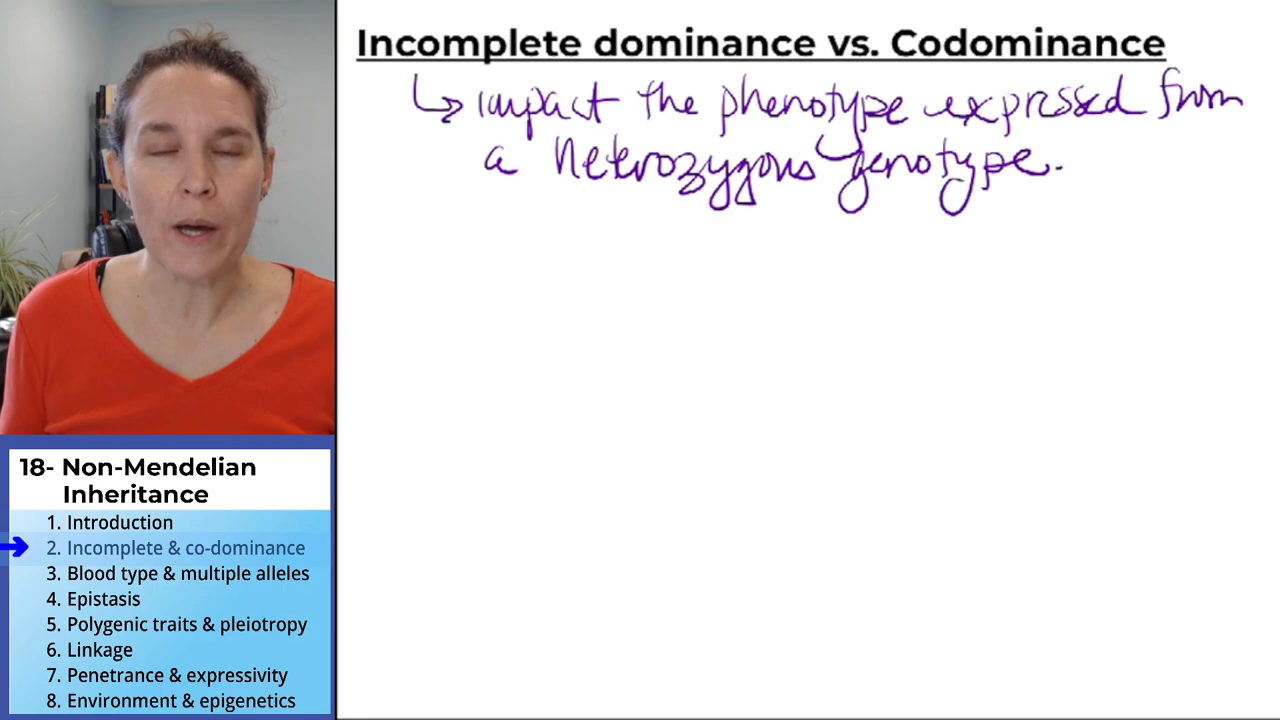 Incomplete dominance vs. Codominance
↳ impact the phenotype expressed from
a heterozygous genotype.
18- Non-Mendelian
Inheritance
1. Introduction
2. Incomplete & co-dominance
3. Blood type & multiple alleles
4. Epistasis
5. Polygenic traits & pleiotropy
6. Linkage
7. Penetrance & expressivity
8. Environment & epigenetics